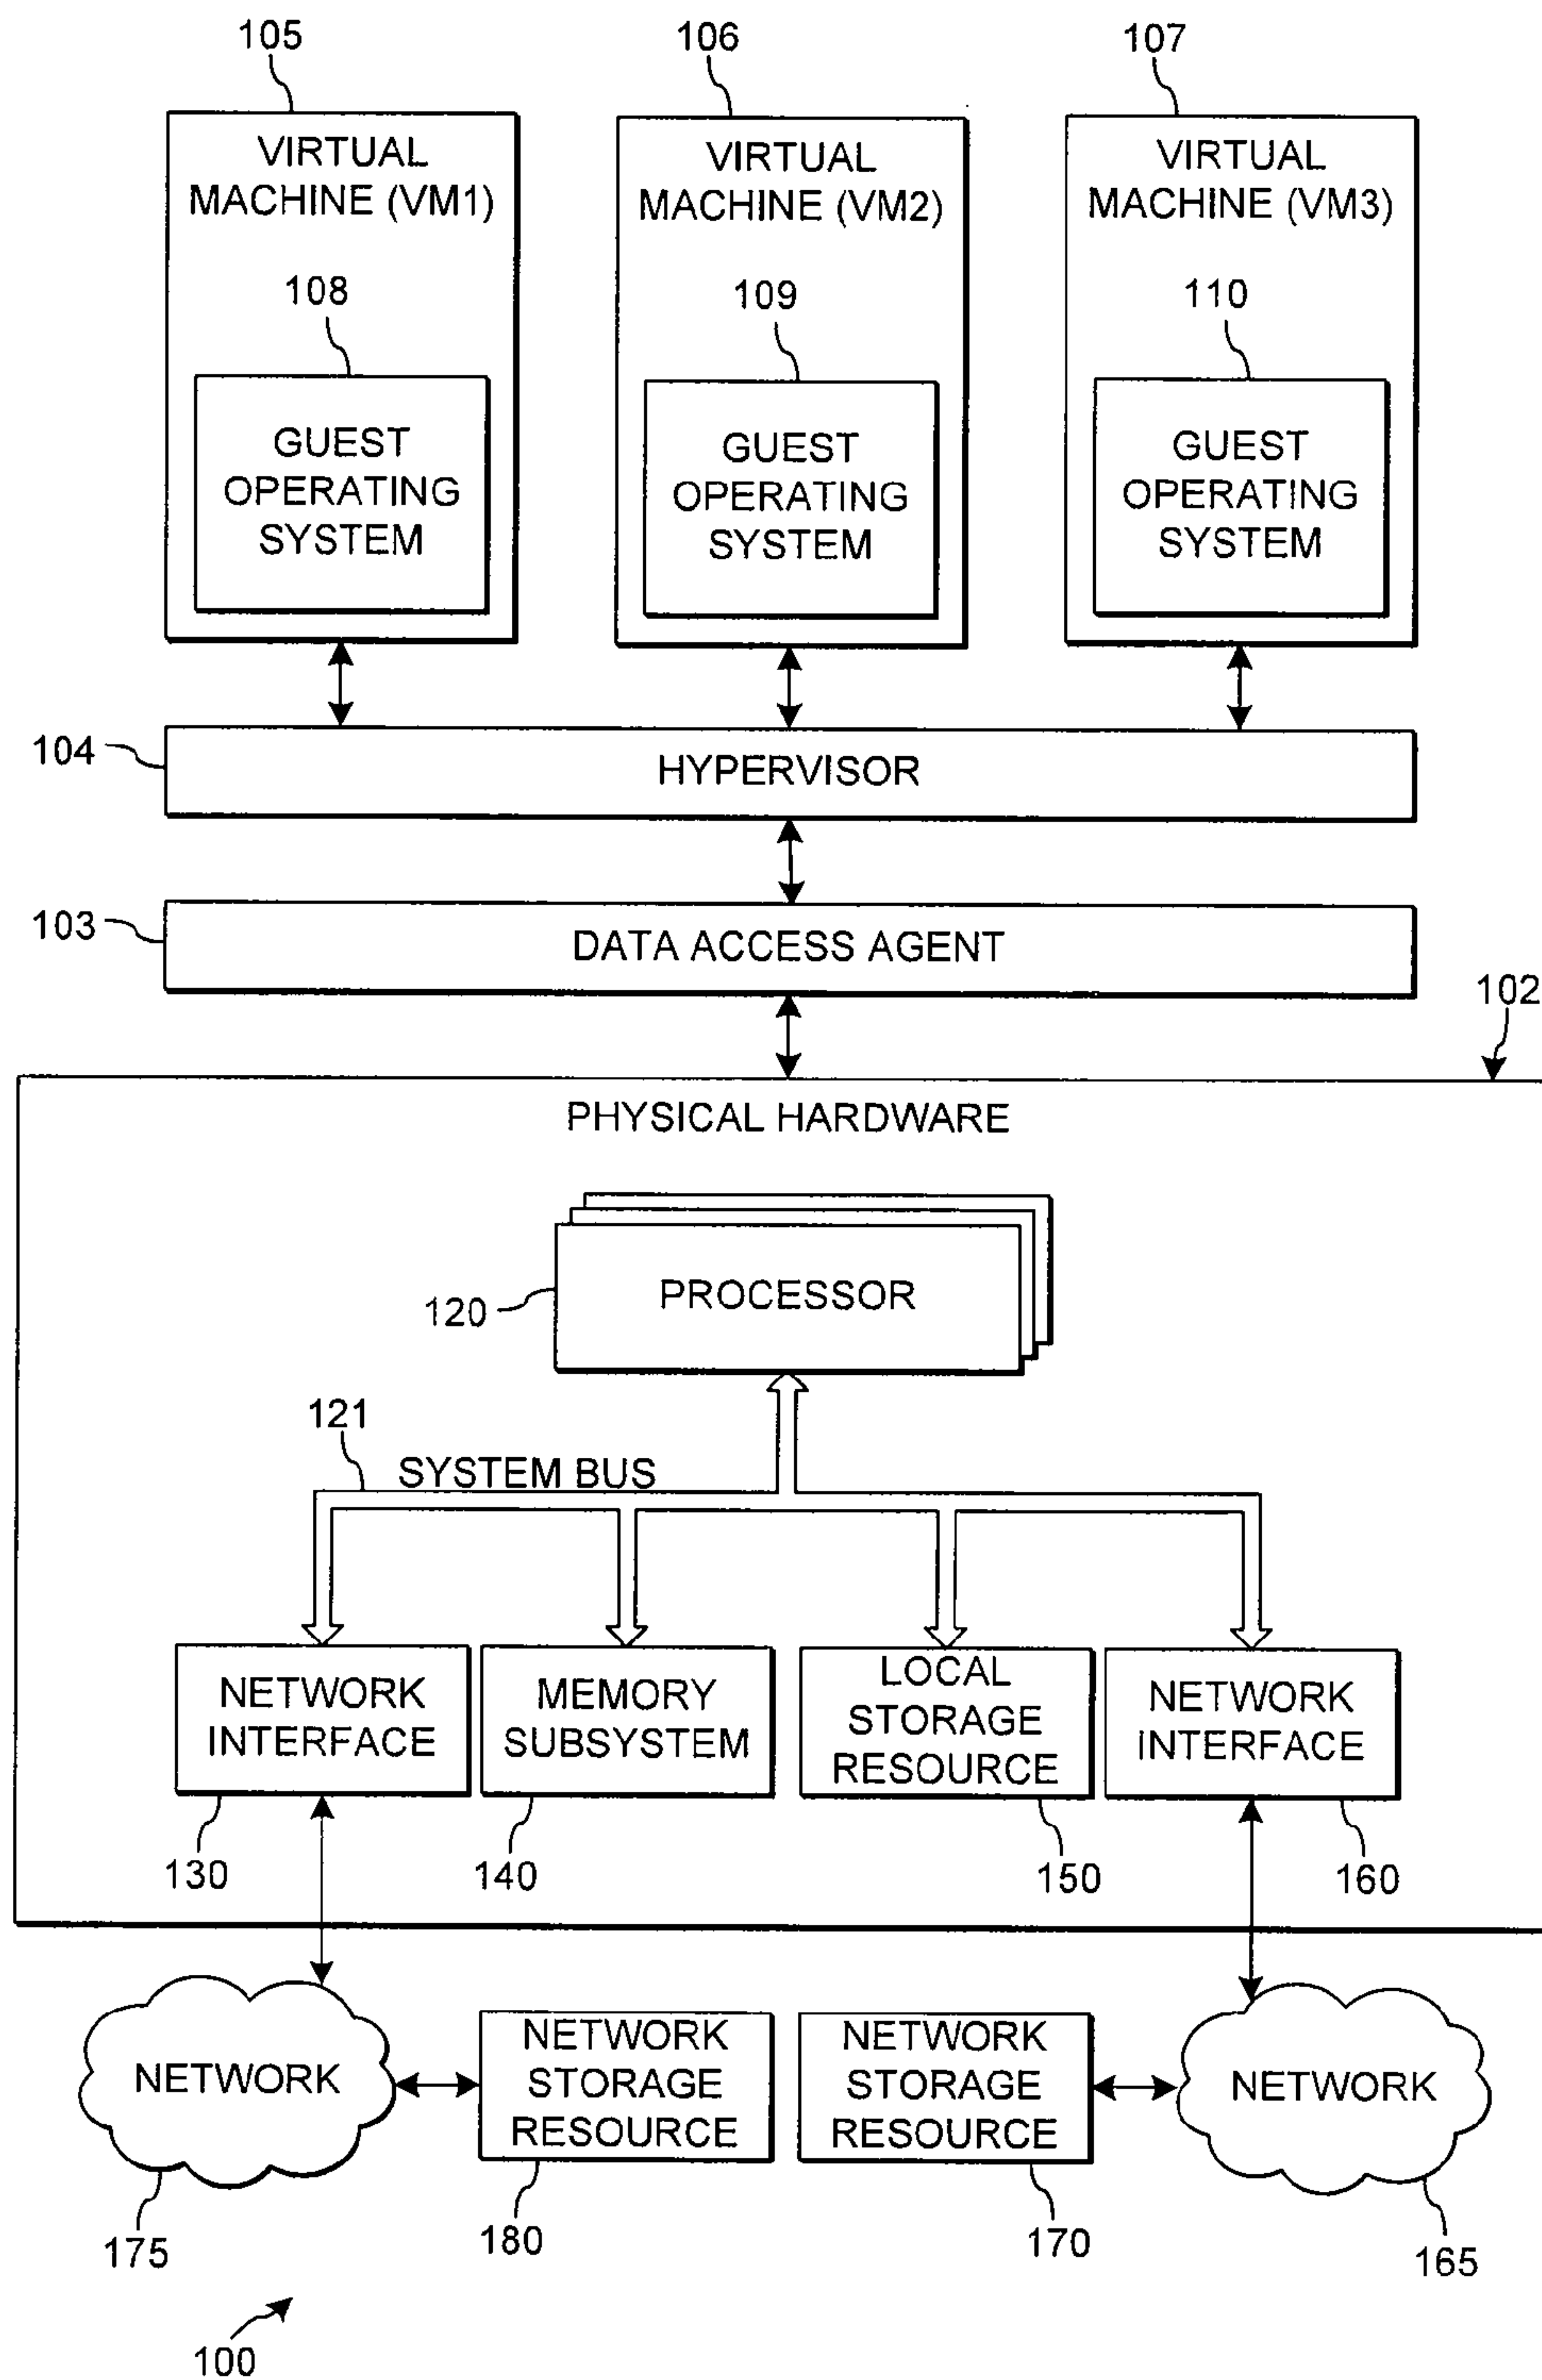 105
106
107
VIRTUAL
MACHINE (VM1)
VIRTUAL
MACHINE (VM2)
VIRTUAL
MACHINE (VM3)
108
109
110
GUEST
OPERATING
SYSTEM
GUEST
OPERATING
SYSTEM
GUEST
OPERATING
SYSTEM
104
HYPERVISOR
103
DATA ACCESS AGENT
102
PHYSICAL HARDWARE
120
PROCESSOR
121
SYSTEM BUS
NETWORK
INTERFACE
MEMORY
SUBSYSTEM
LOCAL
STORAGE
RESOURCE
NETWORK
INTERFACE
130
140
150
160
NETWORK
NETWORK
STORAGE
RESOURCE
NETWORK
STORAGE
RESOURCE
NETWORK
175
180
170
165
100